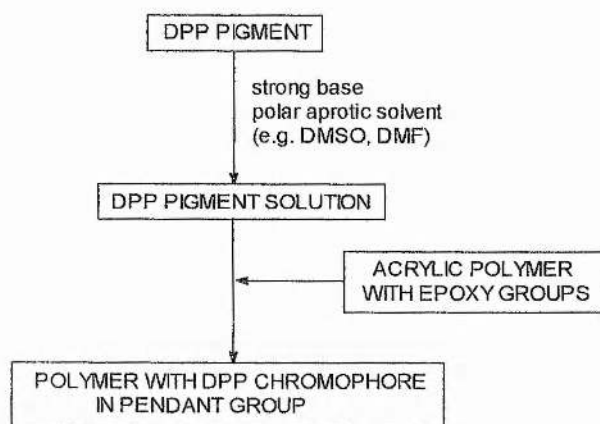 DPP PIGMENT
strong base
polar aprotic solvent
(e.g. DMSO, DMF)
DPP PIGMENT SOLUTION
ACRYLIC POLYMER
WITH EPOXY GROUPS
POLYMER WITH DPP CHROMOPHORE
IN PENDANT GROUP